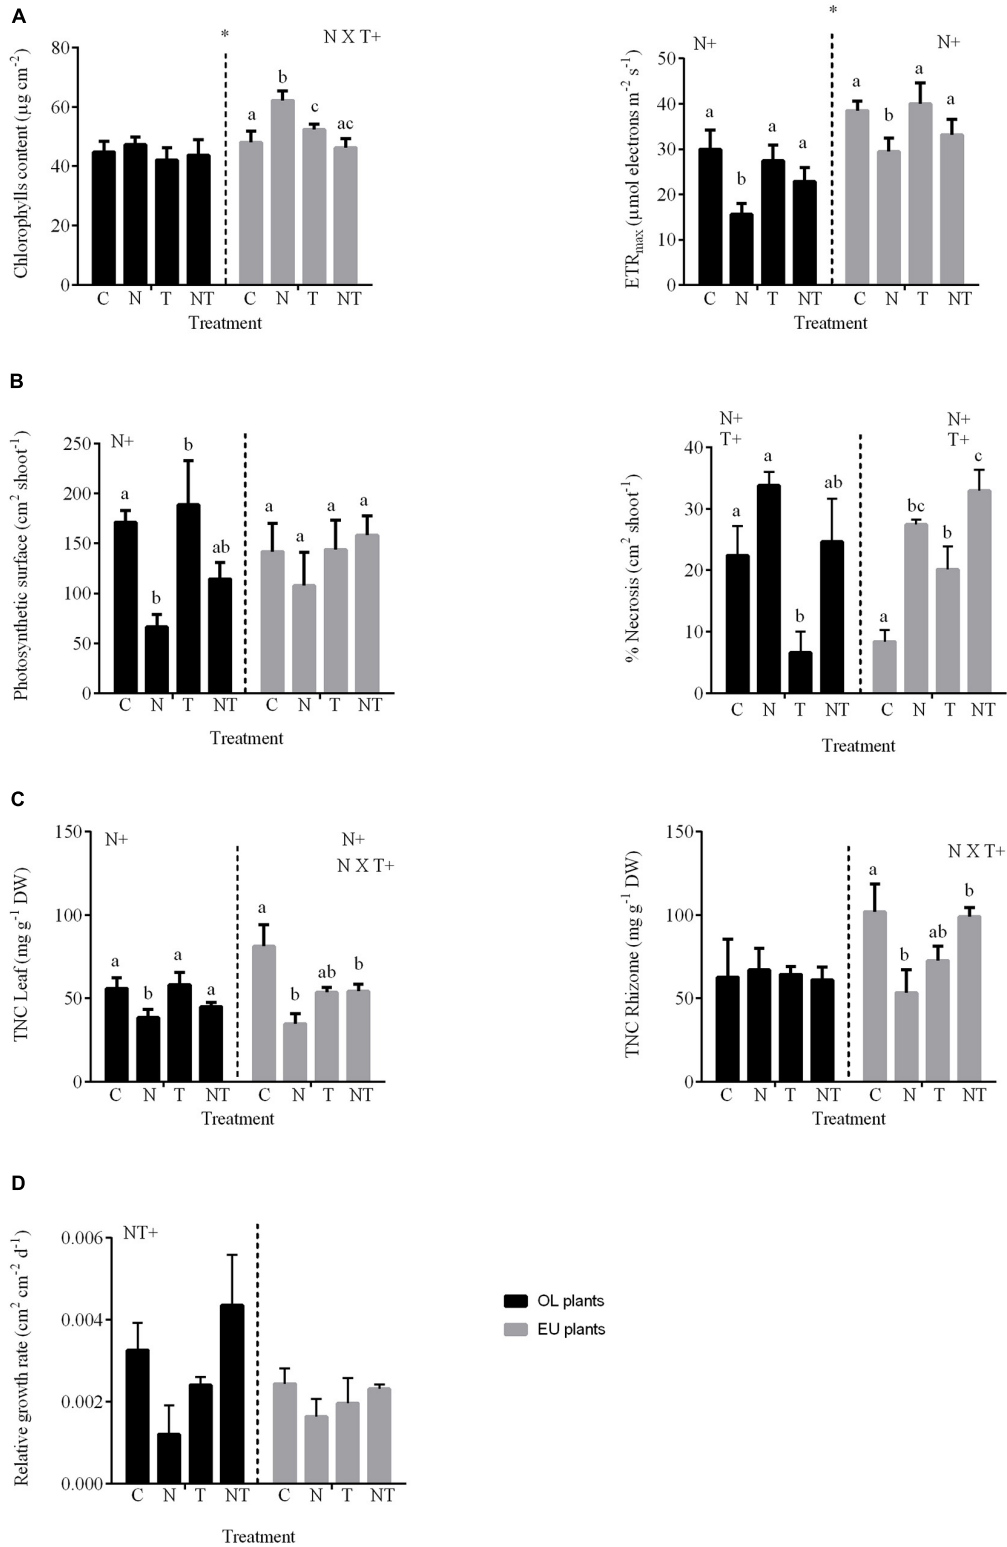 A
*
N X T+
Chlorophylls content (µg cm-2)
80
60
40
20
0
a
b
c
ac
C N T NT C N T NT
Treatment
*
N+
N+
ETRmax (µmol electrons m-2 s-1)
50
40
30
20
10
0
a
b
a
a
a
b
a
a
C N T NT C N T NT
Treatment
B
N+
Photosynthetic surface (cm2 shoot-1)
250
200
150
100
50
0
a
b
b
ab
a
a
a
a
C N T NT C N T NT
Treatment
N+
T+
N+
T+
% Necrosis (cm2 shoot-1)
40
30
20
10
0
a
a
b
ab
a
bc
b
c
C N T NT C N T NT
Treatment
C
N+
N+
N X T+
TNC Leaf (mg g-1 DW)
150
100
50
0
a
b
a
a
a
b
ab
b
C N T NT C N T NT
Treatment
N X T+
TNC Rhizome (mg g-1 DW)
150
100
50
0
a
b
ab
b
C N T NT C N T NT
Treatment
D
NT+
Relative growth rate (cm2 cm-2 d-1)
0.006
0.004
0.002
0.000
C N T NT C N T NT
Treatment
OL plants
EU plants